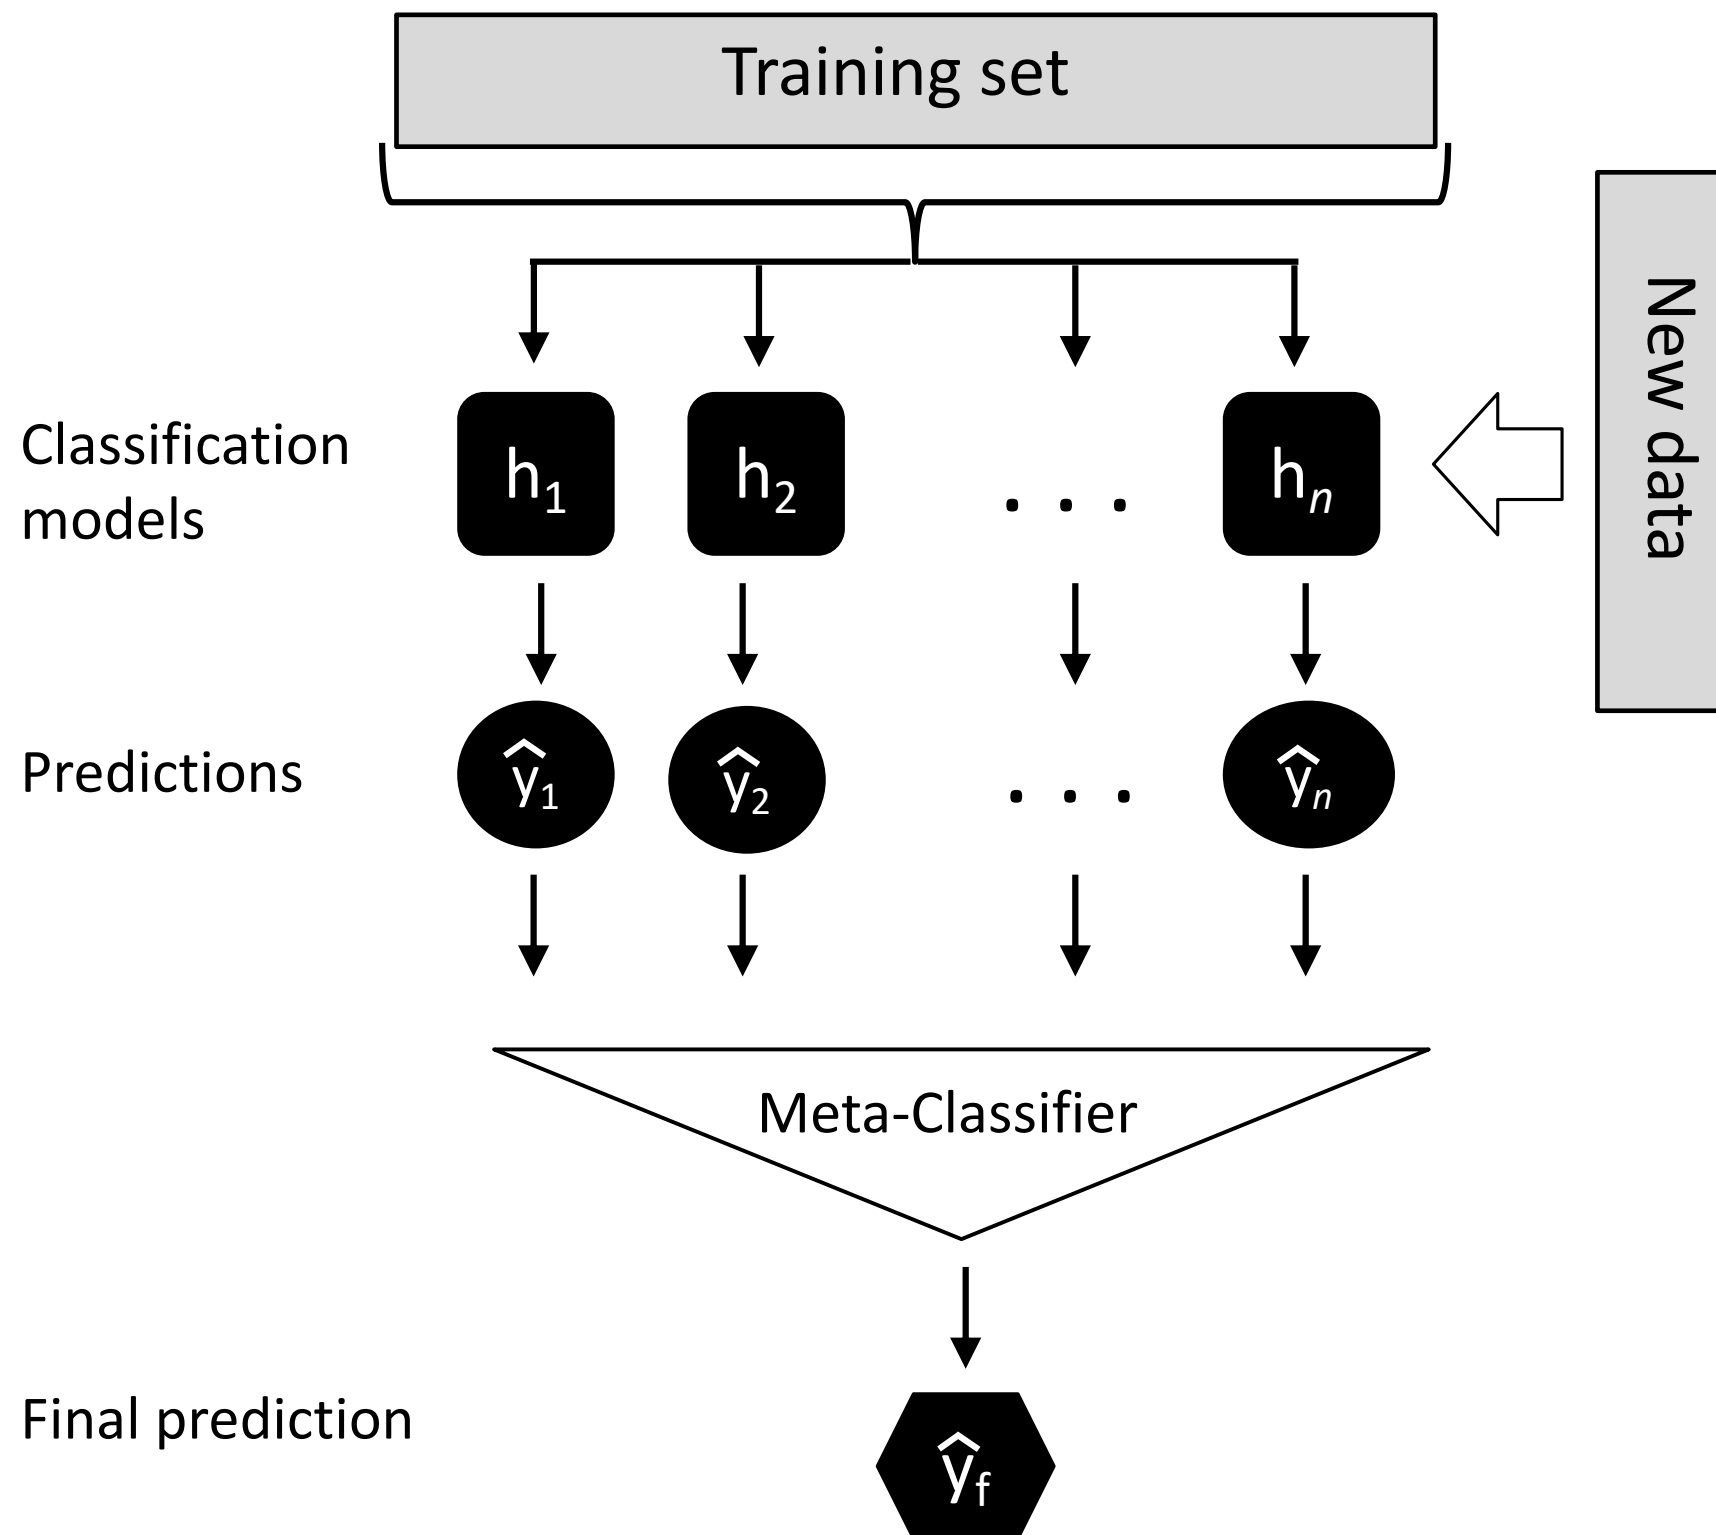 Training set
New data
Classification
models
h₁ h₂ . . . hₙ
Predictions
ŷ₁ ŷ₂ . . . ŷₙ
Meta-Classifier
Final prediction
ŷf